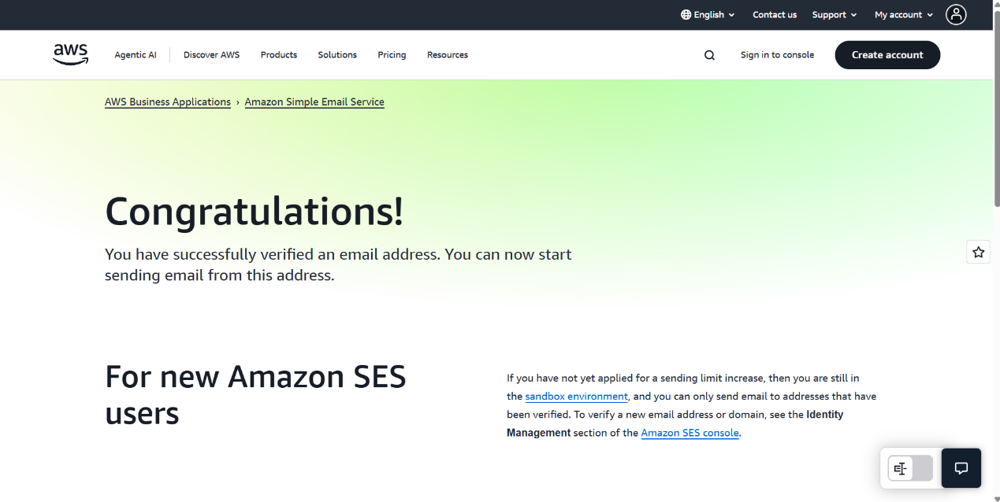 English
Contact us
Support
My account
aws
Agentic AI
Discover AWS
Products
Solutions
Pricing
Resources
Sign in to console
Create account
AWS Business Applications › Amazon Simple Email Service
Congratulations!
You have successfully verified an email address. You can now start
sending email from this address.
For new Amazon SES
users
If you have not yet applied for a sending limit increase, then you are still in
the sandbox environment, and you can only send email to addresses that have
been verified. To verify a new email address or domain, see the Identity
Management section of the Amazon SES console.